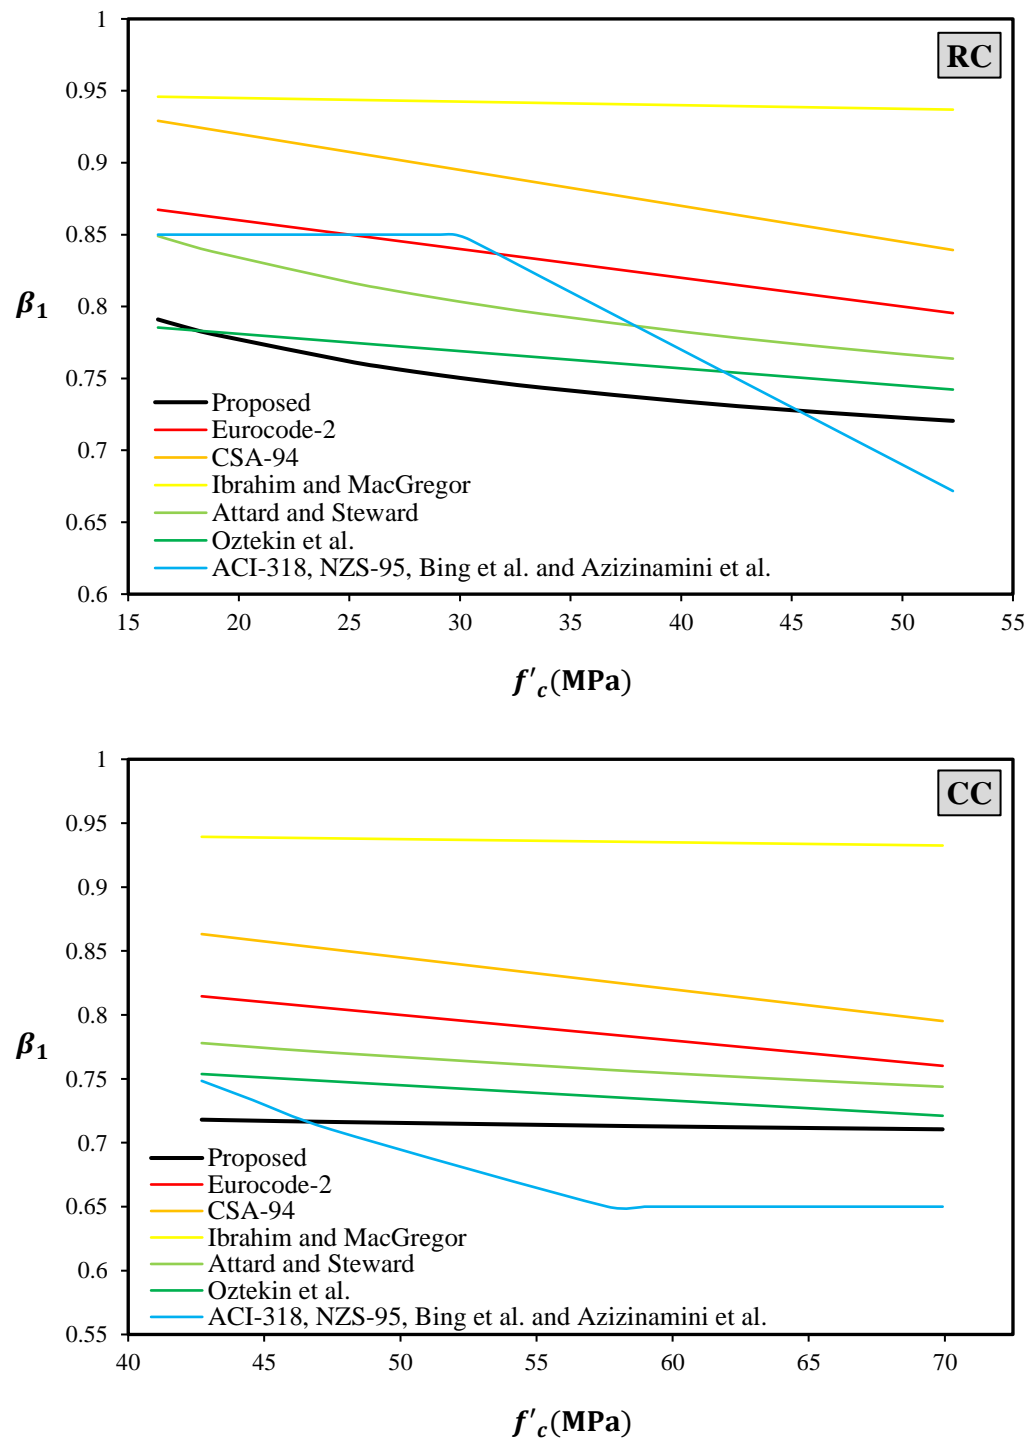 1
RC
0.95
0.9
0.85
β₁
0.8
0.75
Proposed
Eurocode-2
0.7
CSA-94
Ibrahim and MacGregor
0.65
Attard and Steward
Oztekin et al.
ACI-318, NZS-95, Bing et al. and Azizinamini et al.
0.6
15 20 25 30 35 40 45 50 55
f′c(MPa)
1
CC
0.95
0.9
0.85
0.8
β₁
0.75
0.7
Proposed
Eurocode-2
0.65
CSA-94
Ibrahim and MacGregor
0.6
Attard and Steward
Oztekin et al.
ACI-318, NZS-95, Bing et al. and Azizinamini et al.
0.55
40 45 50 55 60 65 70
f′c(MPa)